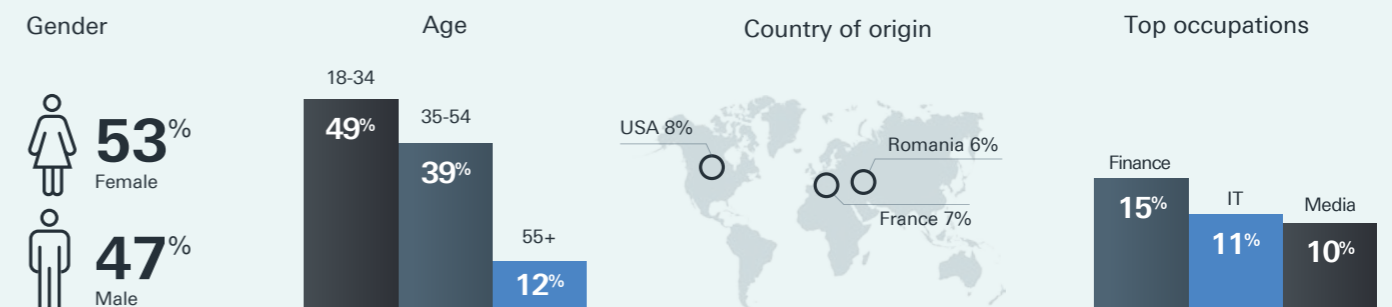 Gender
53%
Female
47%
Male
Age
18-34
49%
35-54
39%
55+
12%
Country of origin
USA 8%
Romania 6%
France 7%
Top occupations
Finance
15%
IT
11%
Media
10%